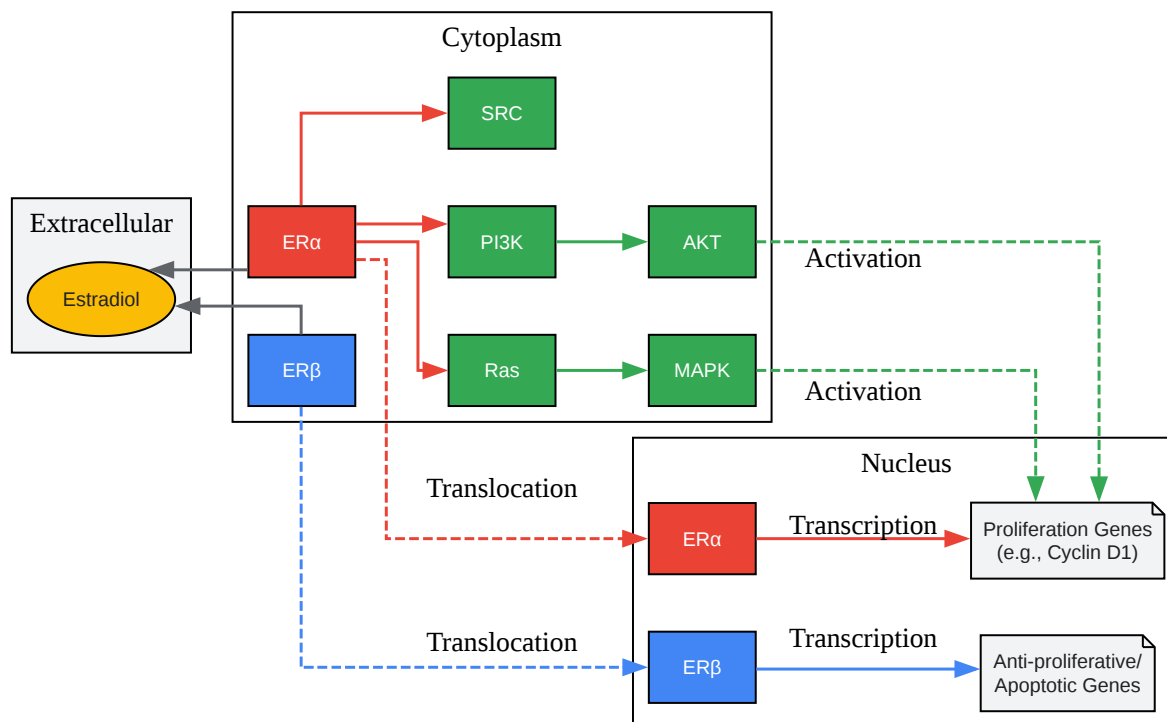 Cytoplasm
SRC
Extracellular
ERα
PI3K
AKT
Activation
Estradiol
ERβ
Ras
MAPK
Activation
Nucleus
Translocation
ERα
Transcription
Proliferation Genes
(e.g., Cyclin D1)
Translocation
ERβ
Transcription
Anti-proliferative/
Apoptotic Genes